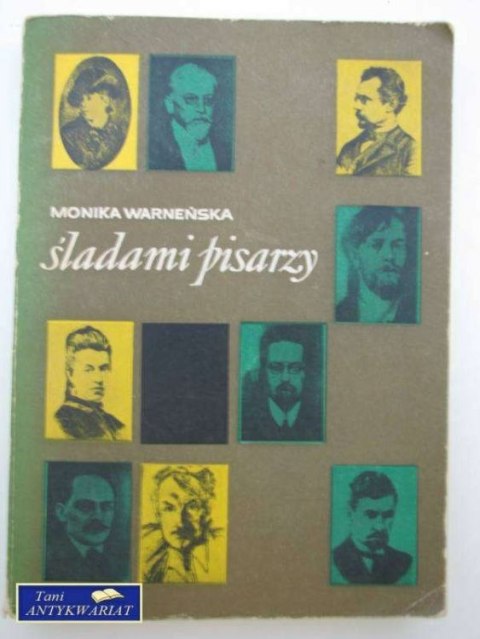 MONIKA WARNEŃSKA
śladami pisarzy
Tani
ANTYKWARIAT